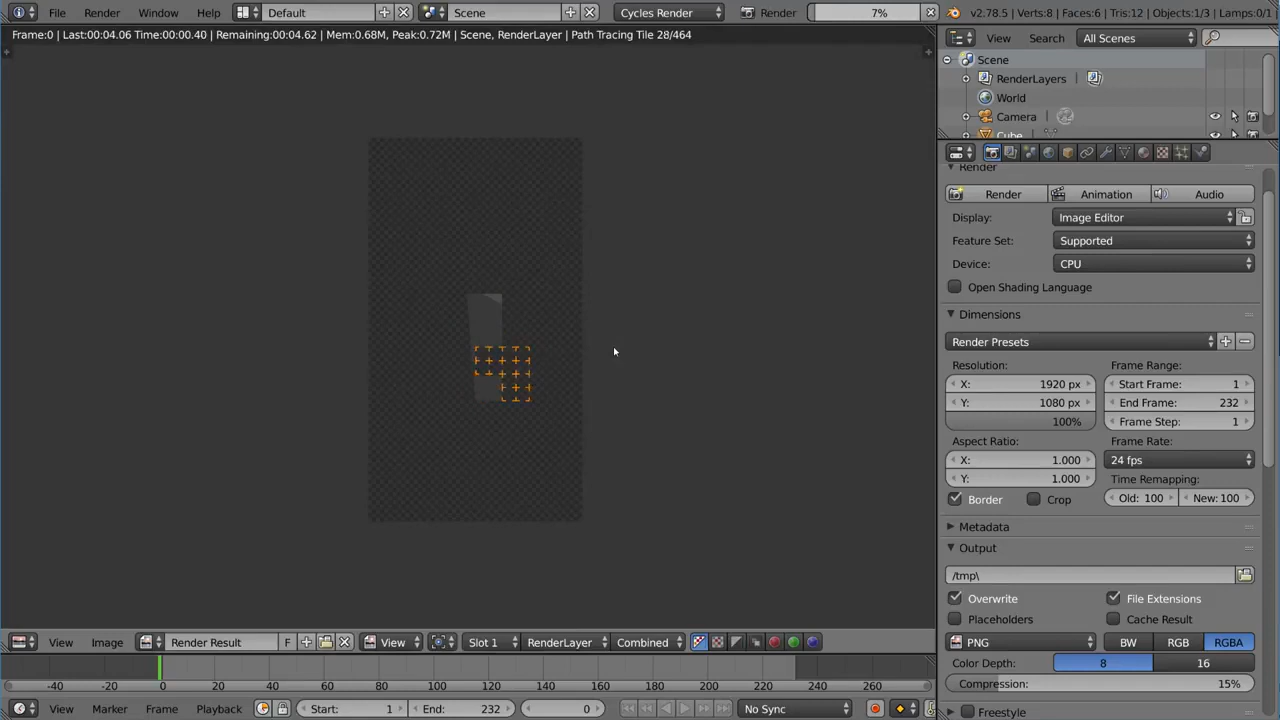 File Render Window Help Default Scene Cycles Render Render 7% v2.78.5 | Verts:8 | Faces:6 | Tris:12 | Objects:1/3 | Lamps:0/1
Frame:0 | Last:00:04.06 Time:00:00.40 | Remaining:00:04.62 | Mem:0.68M, Peak:0.72M | Scene, RenderLayer | Path Tracing Tile 28/464
View Search All Scenes
Scene
RenderLayers
World
Camera
Cube
Render
Render Animation Audio
Display: Image Editor
Feature Set: Supported
Device: CPU
Open Shading Language
Dimensions
Render Presets
Resolution: Frame Range:
X: 1920 px Start Frame: 1
Y: 1080 px End Frame: 232
100% Frame Step: 1
Aspect Ratio: Frame Rate:
X: 1.000 24 fps
Y: 1.000 Time Remapping:
Border Crop Old: 100 New: 100
Metadata
Output
/tmp\
Overwrite File Extensions
Placeholders Cache Result
PNG BW RGB RGBA
Color Depth: 8 16
Compression: 15%
Freestyle
View Image Render Result F View Slot 1 RenderLayer Combined
-40 -20 0 20 40 60 80 100 120 140 160 180 200 220 240 260
View Marker Frame Playback Start: 1 End: 232 0 No Sync